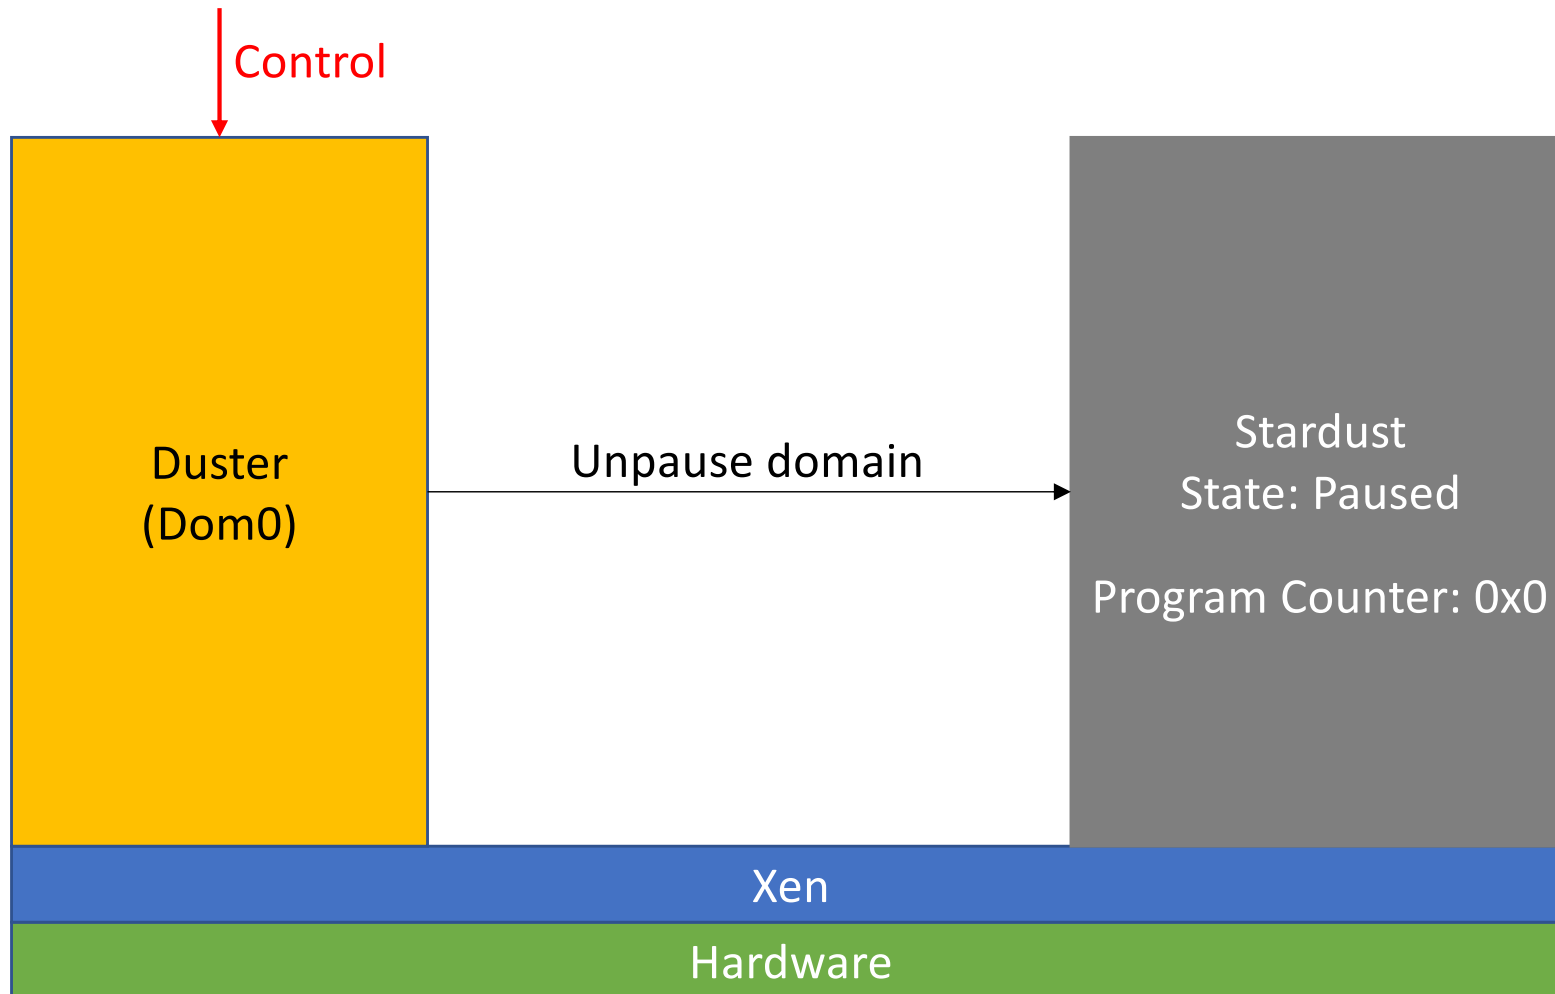 Control
Duster
(Dom0)
Unpause domain
Stardust
State: Paused
Program Counter: 0x0
Xen
Hardware